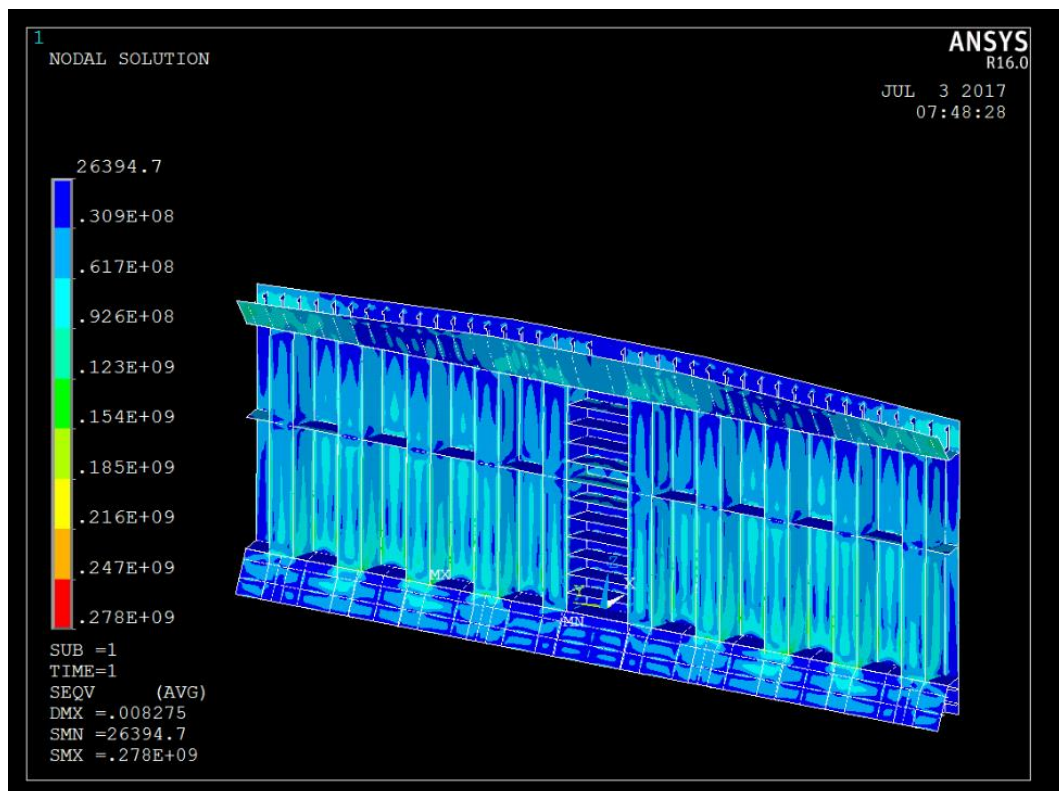 1
NODAL SOLUTION
ANSYS
R16.0
JUL 3 2017
07:48:28
26394.7
.309E+08
.617E+08
.926E+08
.123E+09
.154E+09
.185E+09
.216E+09
.247E+09
.278E+09
MX
Z
X
Y
MN
SUB =1
TIME=1
SEQV (AVG)
DMX =.008275
SMN =26394.7
SMX =.278E+09